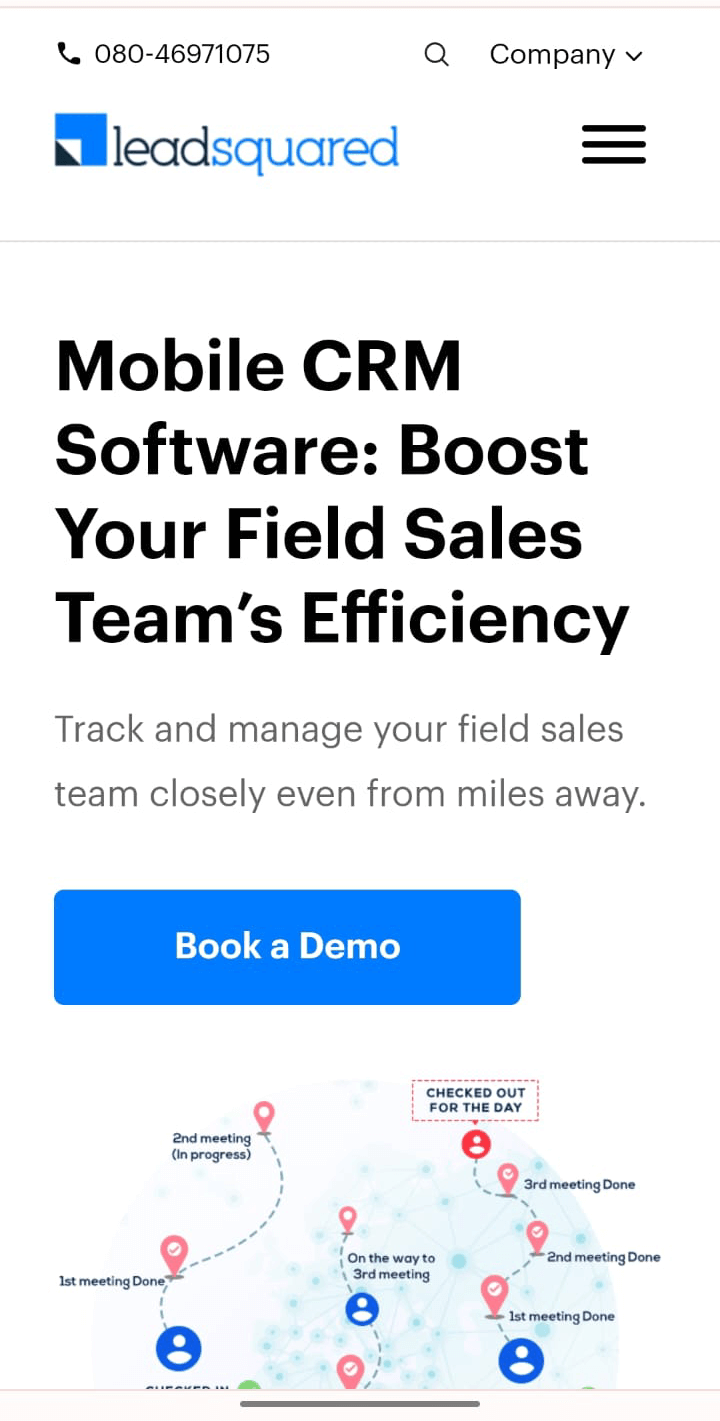 080-46971075
Company
leadsquared
Mobile CRM
Software: Boost
Your Field Sales
Team’s Efficiency
Track and manage your field sales
team closely even from miles away.
Book a Demo
CHECKED OUT
FOR THE DAY
2nd meeting
(In progress)
3rd meeting Done
On the way to
3rd meeting
2nd meeting Done
1st meeting Done
1st meeting Done